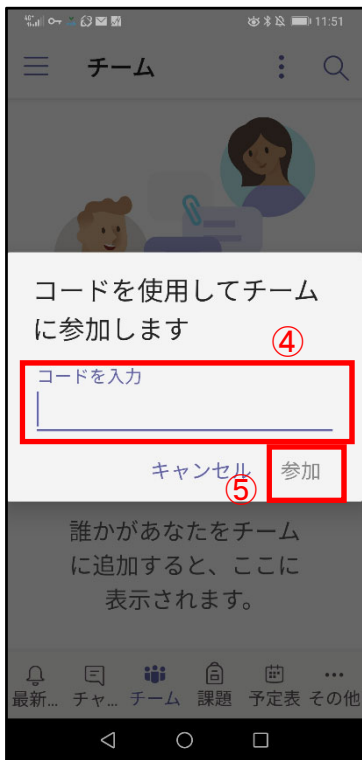 11:51
チーム
コードを使用してチーム
に参加します
④
コードを入力
キャンセル 参加
⑤
誰かがあなたをチーム
に追加すると、ここに
表示されます。
最新... チャ... チーム 課題 予定表 その他